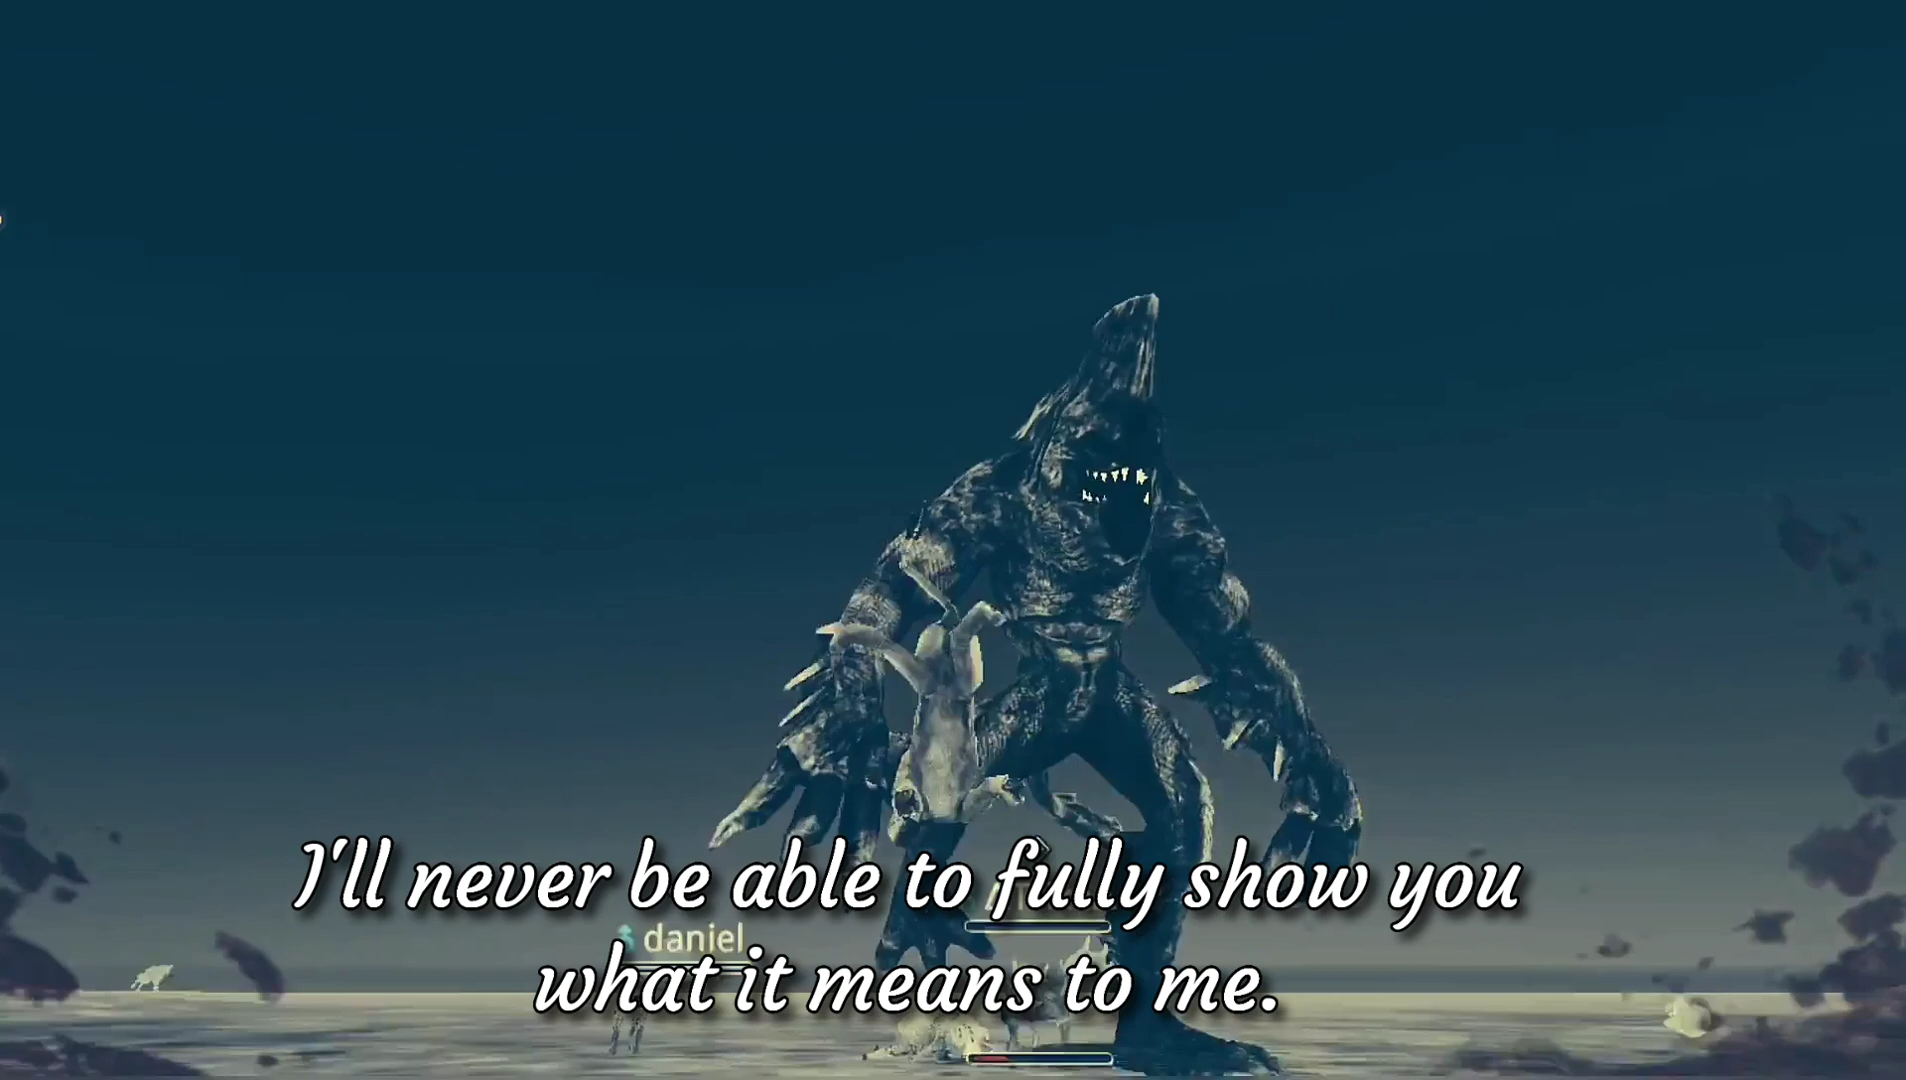 I'll never be able to fully show you
daniel
what it means to me.